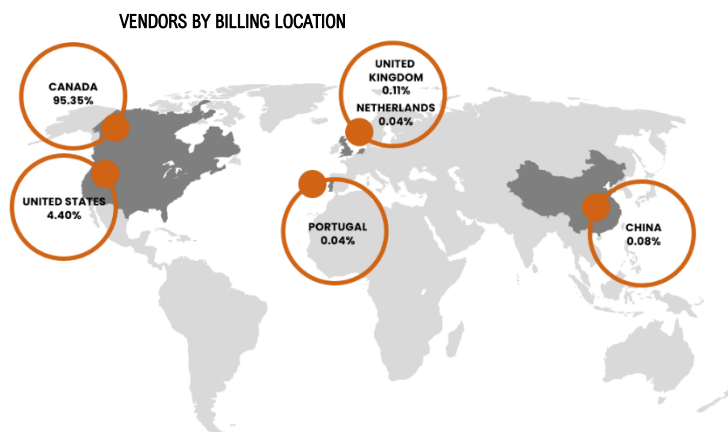 VENDORS BY BILLING LOCATION
CANADA
95.35%
UNITED STATES
4.40%
UNITED
KINGDOM
0.11%
NETHERLANDS
0.04%
PORTUGAL
0.04%
CHINA
0.08%